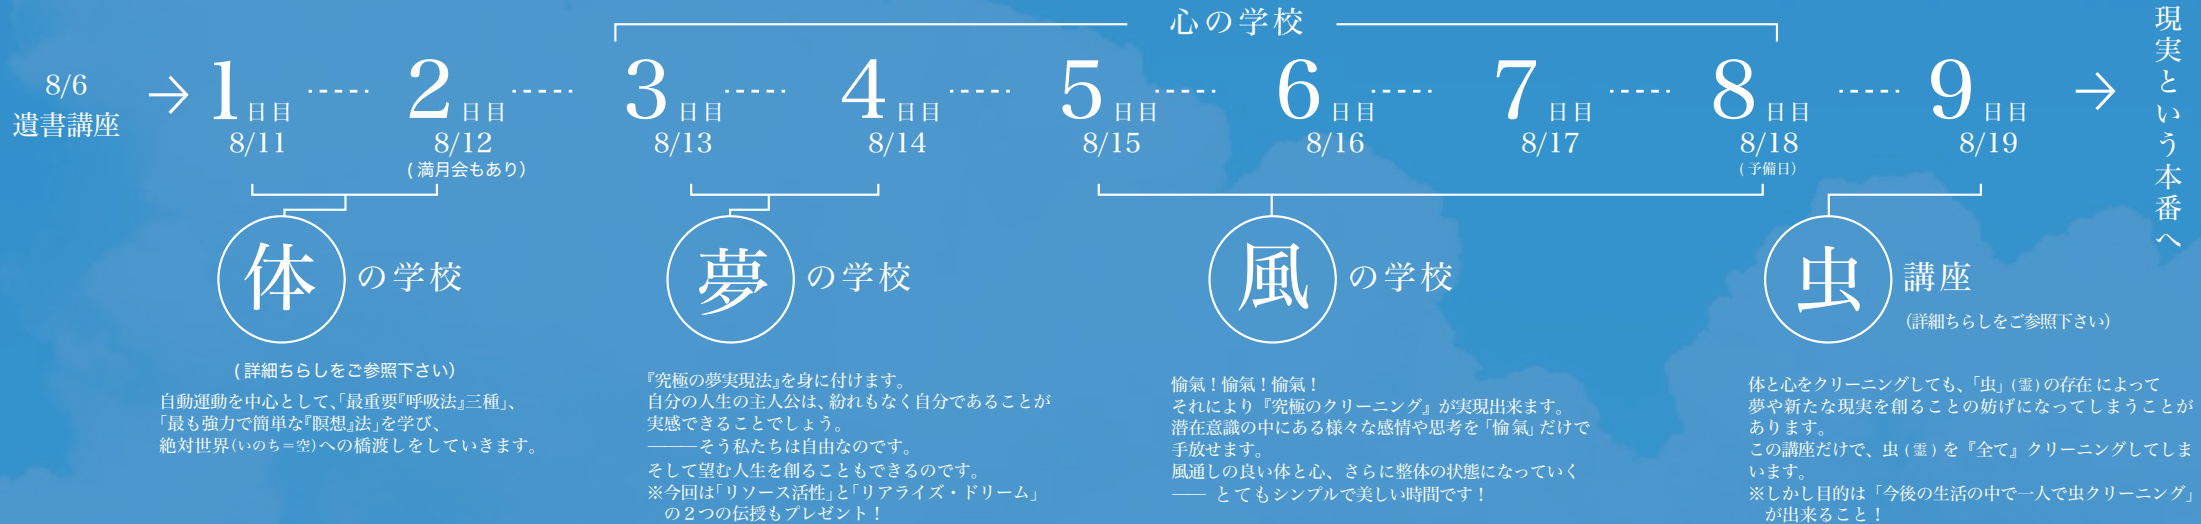 心の学校
8/6
遺書講座
1日目
8/11
2日目
8/12
(満月会もあり)
3日目
8/13
4日目
8/14
5日目
8/15
6日目
8/16
7日目
8/17
8日目
8/18
(予備日)
9日目
8/19
現実という本番へ
体の学校
(詳細ちらしをご参照下さい)
自動運動を中心として、「最重要『呼吸法』三種」、
「最も強力で簡単な『瞑想』法」を学び、
絶対世界(いのち=空)への橋渡しをしていきます。
夢の学校
『究極の夢実現法』を身に付けます。
自分の人生の主人公は、紛れもなく自分であることが
実感できることでしょう。
―――そう私たちは自由なのです。
そして望む人生を創ることもできるのです。
※今回は「リソース活性」と「リアライズ・ドリーム」
の2つの伝授もプレゼント!
風の学校
愉氣!愉氣!愉氣!
それにより『究極のクリーニング』が実現出来ます。
潜在意識の中にある様々な感情や思考を「愉氣」だけで
手放せます。
風通しの良い体と心、さらに整体の状態になっていく
―― とてもシンプルで美しい時間です!
虫講座
(詳細ちらしをご参照下さい)
体と心をクリーニングしても、「虫」(霊)の存在によって
夢や新たな現実を創ることの妨げになってしまうことが
あります。
この講座だけで、虫(霊)を『全て』クリーニングしてしま
います。
※しかし目的は「今後の生活の中で一人で虫クリーニング」
が出来ること!